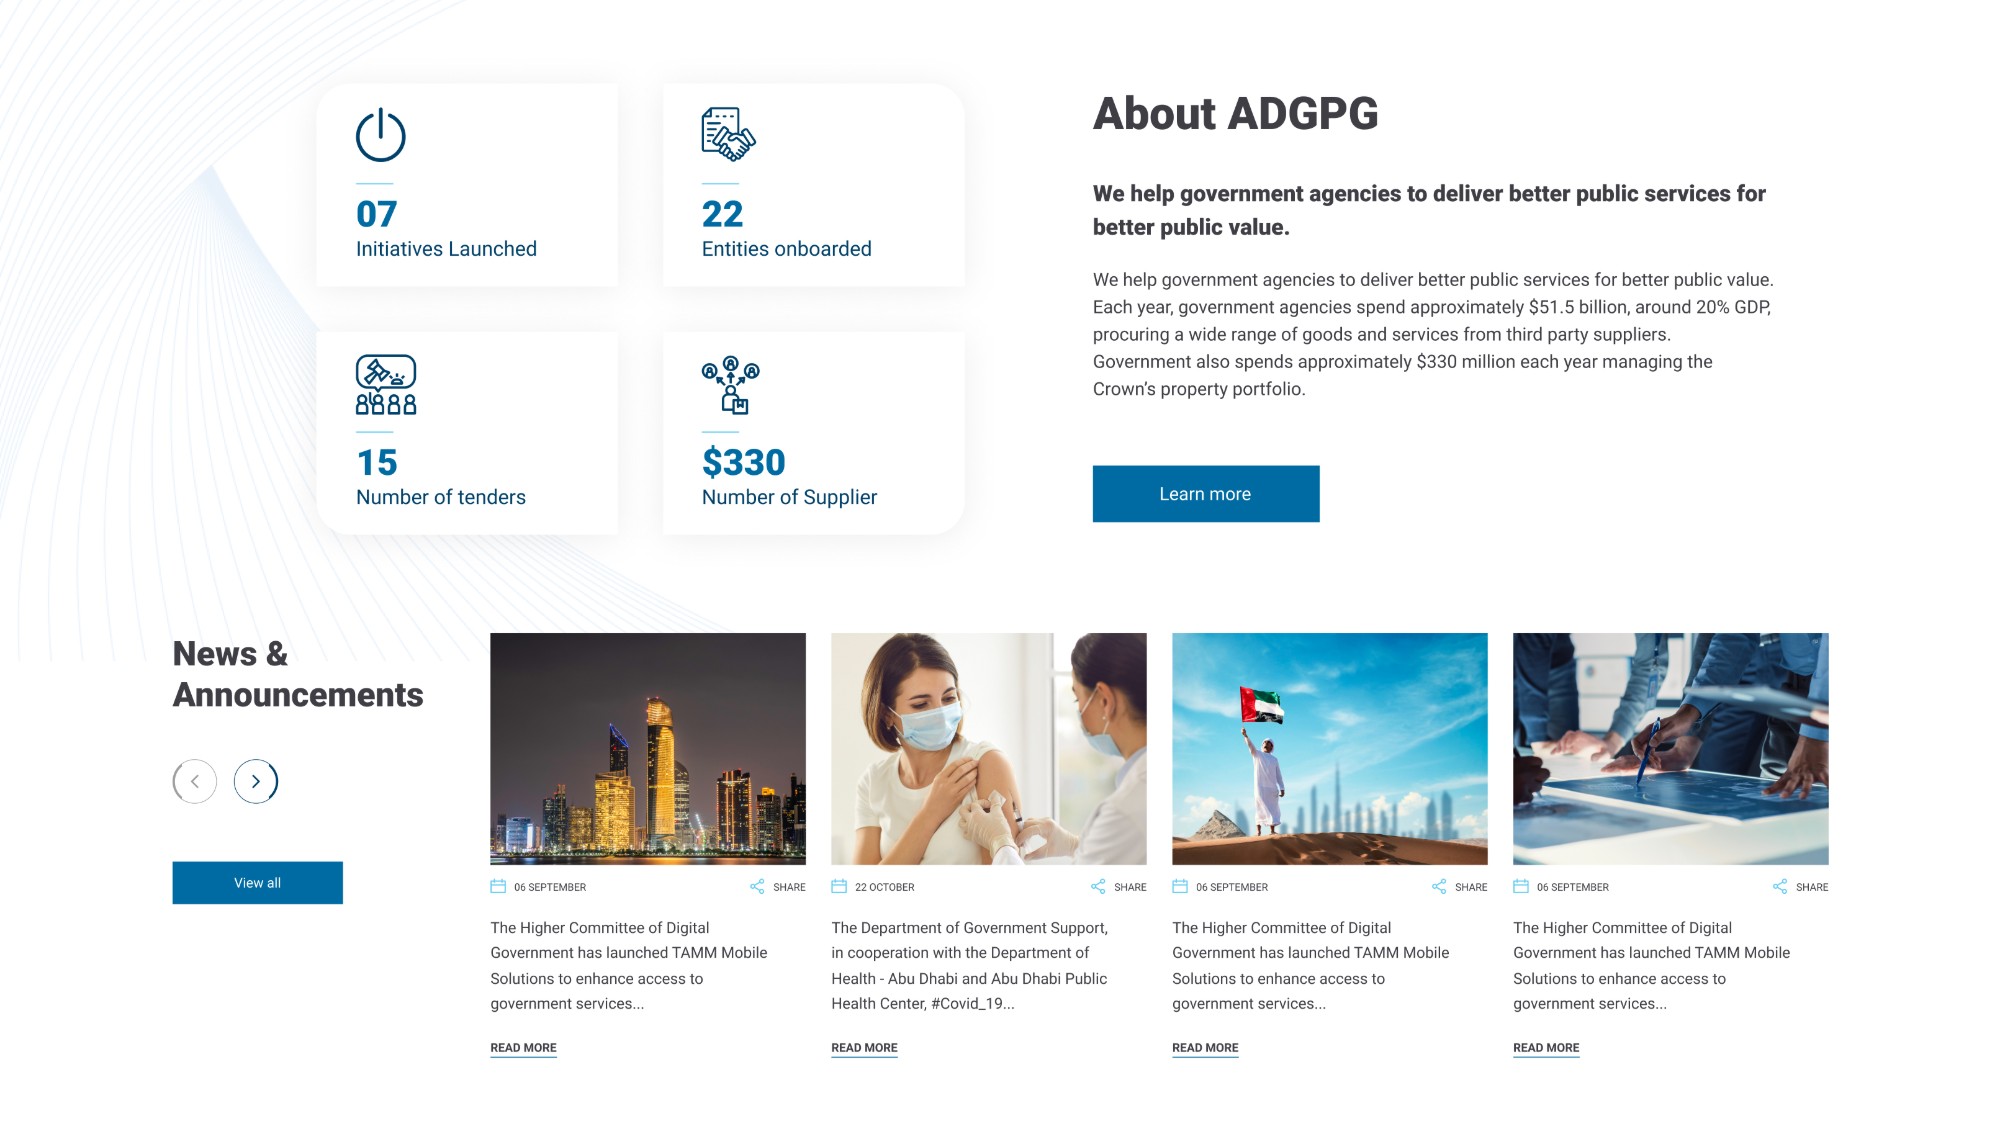 07
Initiatives Launched
22
Entities onboarded
15
Number of tenders
$330
Number of Supplier
About ADGPG
We help government agencies to deliver better public services for
better public value.
We help government agencies to deliver better public services for better public value.
Each year, government agencies spend approximately $51.5 billion, around 20% GDP,
procuring a wide range of goods and services from third party suppliers.
Government also spends approximately $330 million each year managing the
Crown’s property portfolio.
Learn more
News &
Announcements
View all
06 SEPTEMBER
SHARE
The Higher Committee of Digital
Government has launched TAMM Mobile
Solutions to enhance access to
government services...
READ MORE
22 OCTOBER
SHARE
The Department of Government Support,
in cooperation with the Department of
Health - Abu Dhabi and Abu Dhabi Public
Health Center, #Covid_19...
READ MORE
06 SEPTEMBER
SHARE
The Higher Committee of Digital
Government has launched TAMM Mobile
Solutions to enhance access to
government services...
READ MORE
06 SEPTEMBER
SHARE
The Higher Committee of Digital
Government has launched TAMM Mobile
Solutions to enhance access to
government services...
READ MORE